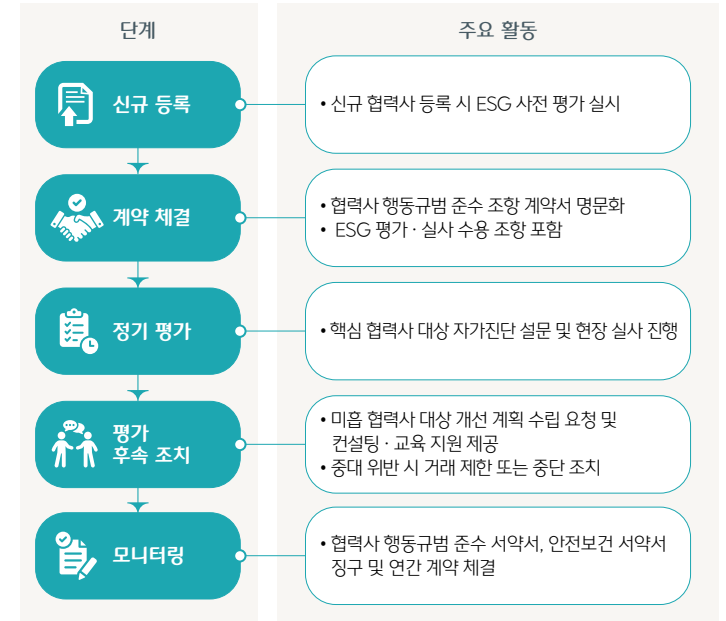 단계
주요 활동
신규 등록
• 신규 협력사 등록 시 ESG 사전 평가 실시
계약 체결
• 협력사 행동규범 준수 조항 계약서 명문화
• ESG 평가 · 실사 수용 조항 포함
정기 평가
• 핵심 협력사 대상 자가진단 설문 및 현장 실사 진행
평가
후속 조치
• 미흡 협력사 대상 개선 계획 수립 요청 및
컨설팅 · 교육 지원 제공
• 중대 위반 시 거래 제한 또는 중단 조치
모니터링
• 협력사 행동규범 준수 서약서, 안전보건 서약서
징구 및 연간 계약 체결